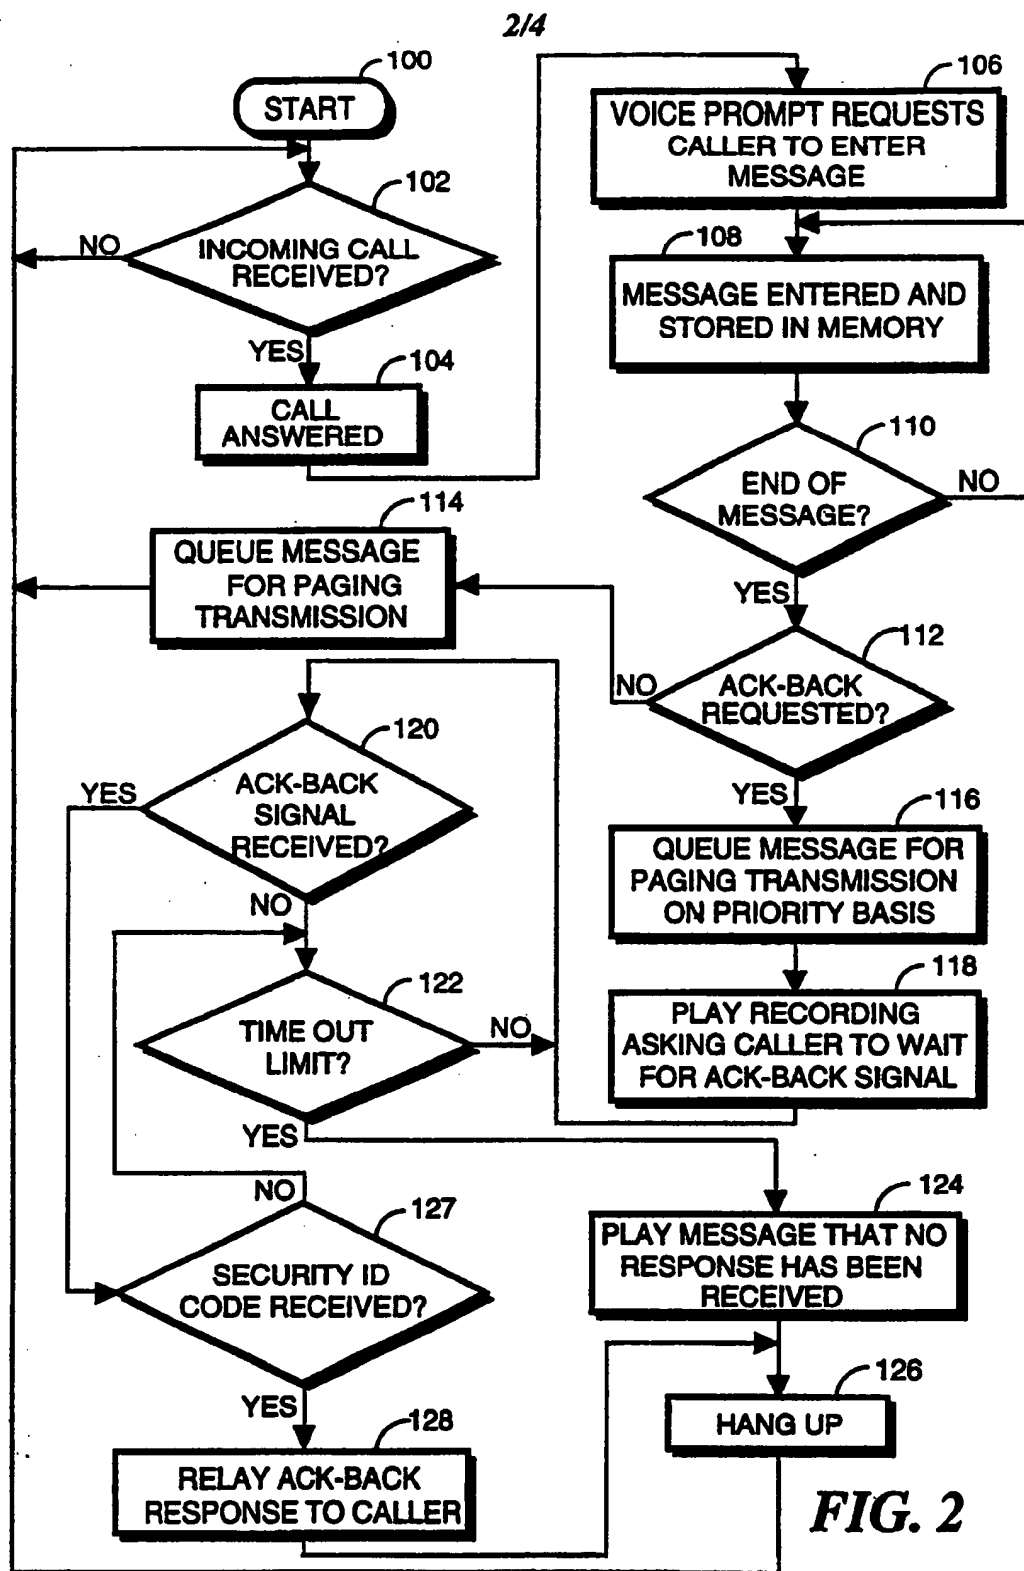 2/4
100
START
102
INCOMING CALL
RECEIVED?
NO
YES
104
CALL
ANSWERED
106
VOICE PROMPT REQUESTS
CALLER TO ENTER
MESSAGE
108
MESSAGE ENTERED AND
STORED IN MEMORY
110
END OF
MESSAGE?
NO
YES
112
ACK-BACK
REQUESTED?
NO
YES
114
QUEUE MESSAGE
FOR PAGING
TRANSMISSION
116
QUEUE MESSAGE FOR
PAGING TRANSMISSION
ON PRIORITY BASIS
118
PLAY RECORDING
ASKING CALLER TO WAIT
FOR ACK-BACK SIGNAL
120
ACK-BACK
SIGNAL
RECEIVED?
YES
NO
122
TIME OUT
LIMIT?
NO
YES
124
PLAY MESSAGE THAT NO
RESPONSE HAS BEEN
RECEIVED
126
HANG UP
NO
127
SECURITY ID
CODE RECEIVED?
YES
128
RELAY ACK-BACK
RESPONSE TO CALLER
FIG. 2